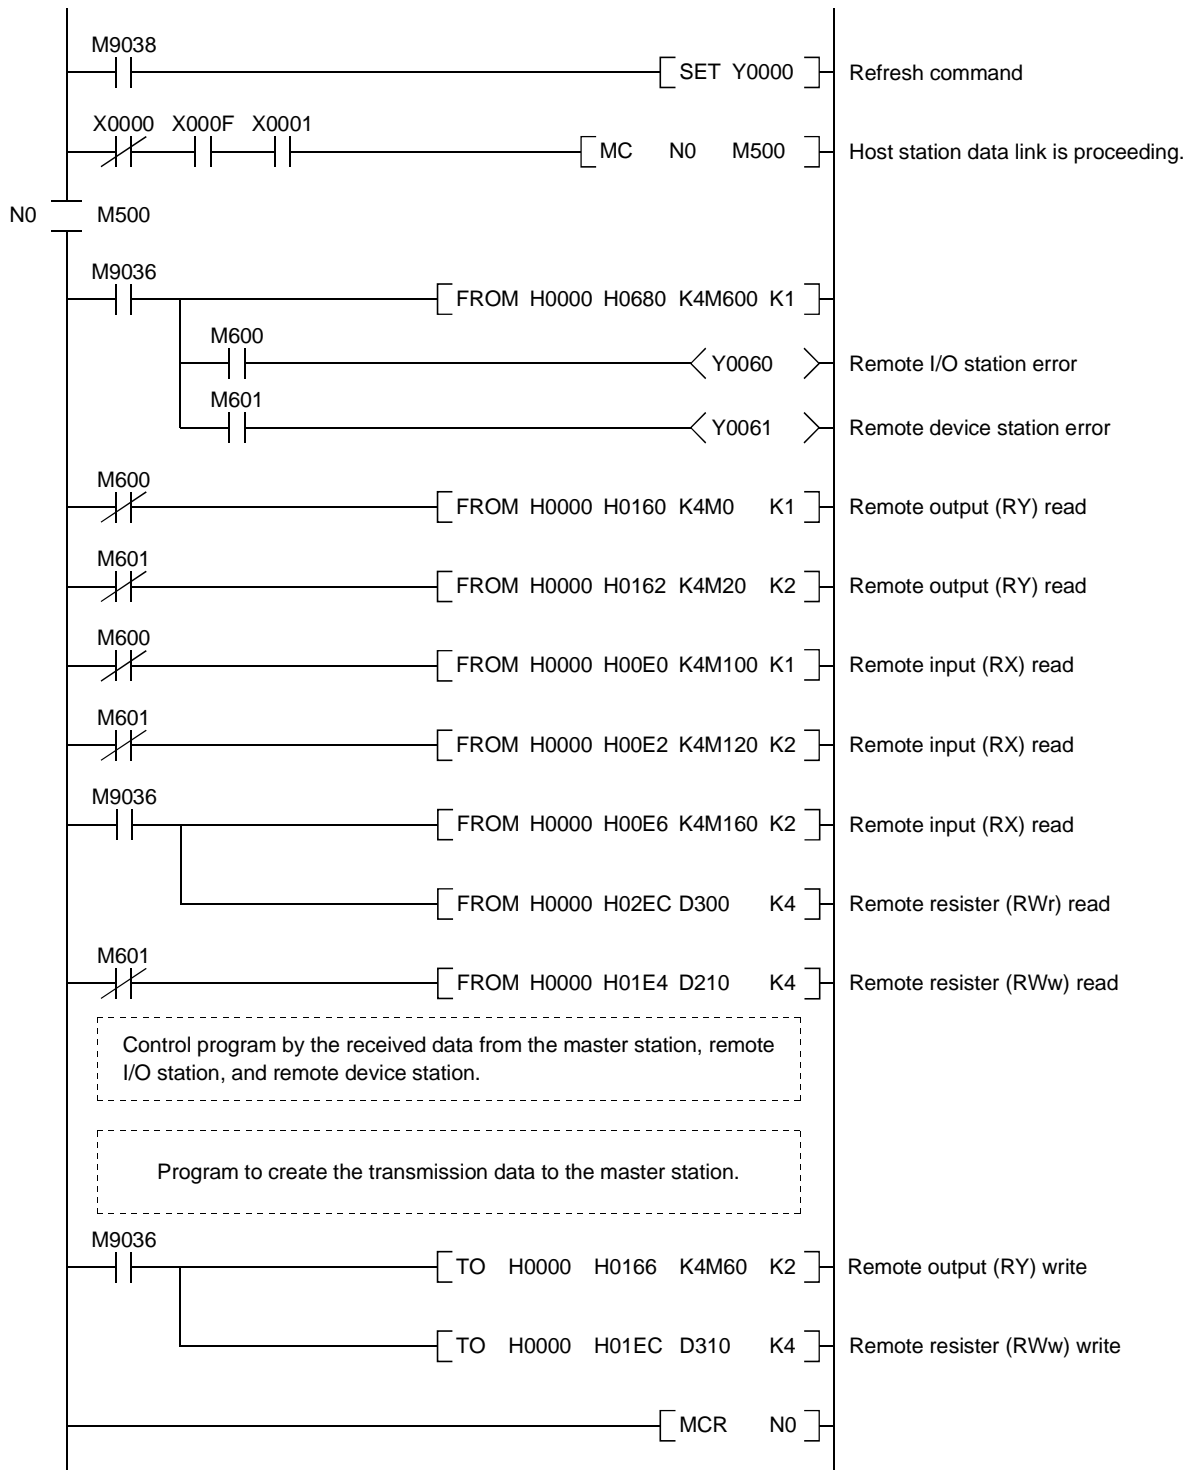 M9038
SET Y0000 Refresh command
X0000 X000F X0001
MC N0 M500 Host station data link is proceeding.
N0 M500
M9036
FROM H0000 H0680 K4M600 K1
M600
Y0060 Remote I/O station error
M601
Y0061 Remote device station error
M600
FROM H0000 H0160 K4M0 K1 Remote output (RY) read
M601
FROM H0000 H0162 K4M20 K2 Remote output (RY) read
M600
FROM H0000 H00E0 K4M100 K1 Remote input (RX) read
M601
FROM H0000 H00E2 K4M120 K2 Remote input (RX) read
M9036
FROM H0000 H00E6 K4M160 K2 Remote input (RX) read
FROM H0000 H02EC D300 K4 Remote resister (RWr) read
M601
FROM H0000 H01E4 D210 K4 Remote resister (RWw) read
Control program by the received data from the master station, remote
I/O station, and remote device station.
Program to create the transmission data to the master station.
M9036
TO H0000 H0166 K4M60 K2 Remote output (RY) write
TO H0000 H01EC D310 K4 Remote resister (RWw) write
MCR N0